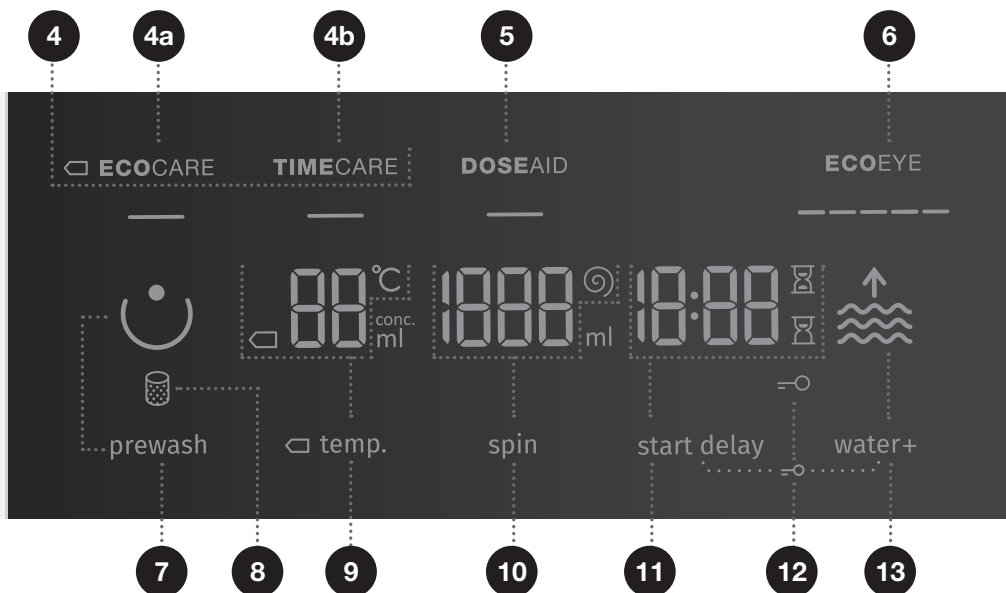 4 4a 4b 5 6
ECOCARE TIMECARE DOSEAID ECOEYE
88 °C 1888 18:88
conc.
ml ml
prewash temp. spin start delay water+
7 8 9 10 11 12 13